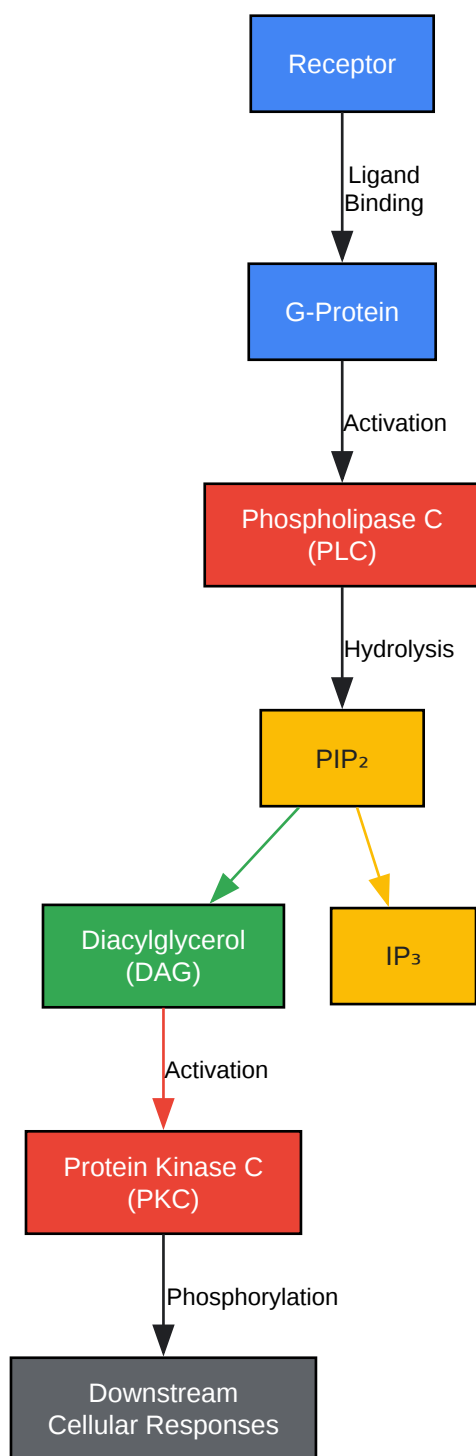 Receptor
Ligand
Binding
G-Protein
Activation
Phospholipase C
(PLC)
Hydrolysis
PIP₂
Diacylglycerol
(DAG)
IP₃
Activation
Protein Kinase C
(PKC)
Phosphorylation
Downstream
Cellular Responses